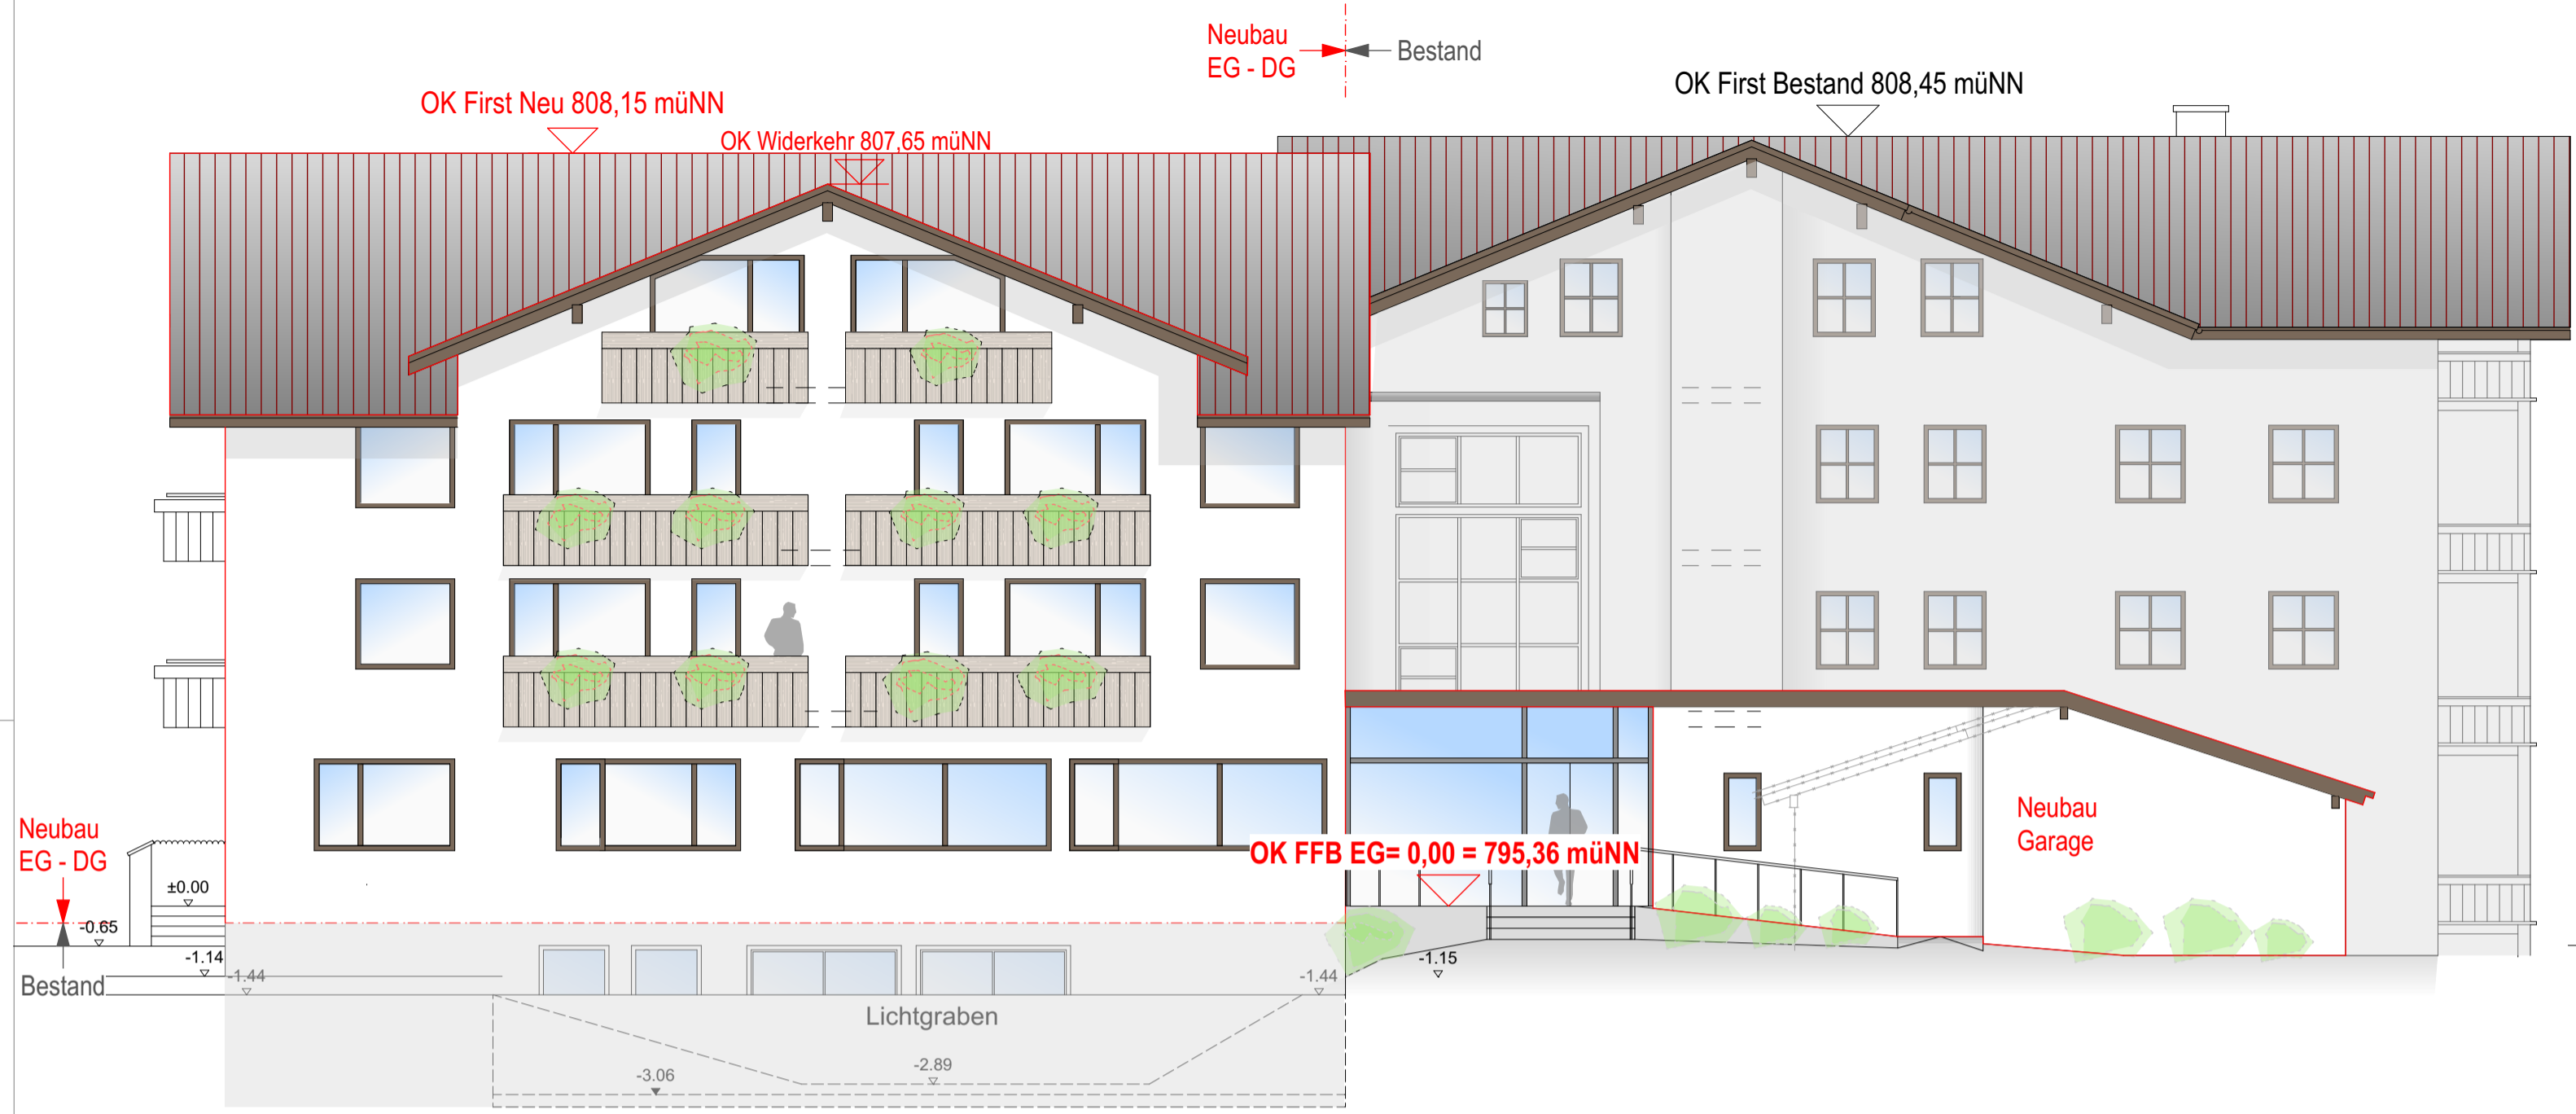 Neubau
EG - DG
Bestand
OK First Neu 808,15 müNN
OK First Bestand 808,45 müNN
OK Widerkehr 807,65 müNN
Neubau
EG - DG
Neubau
Garage
OK FFB EG= 0,00 = 795,36 müNN
±0.00
-0.65
-1.14
-1.44
Bestand
-1.44
-1.15
Lichtgraben
-2.89
-3.06